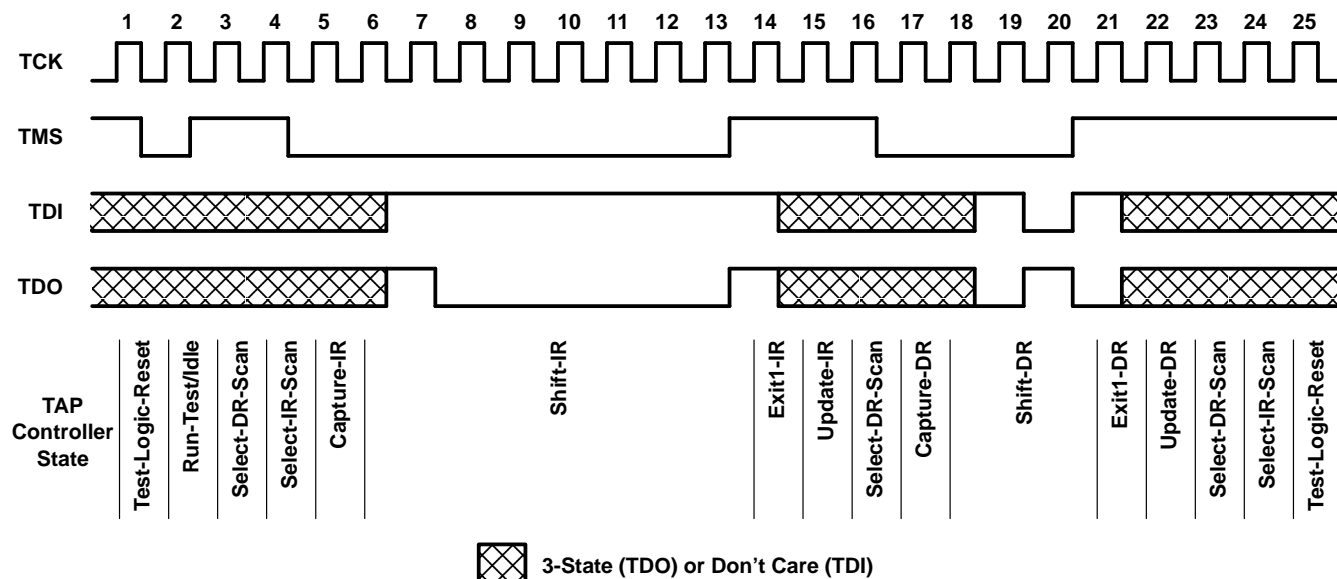 1 2 3 4 5 6 7 8 9 10 11 12 13 14 15 16 17 18 19 20 21 22 23 24 25
TCK
TMS
TDI
TDO
TAP
Controller
State
Test-Logic-Reset
Run-Test/Idle
Select-DR-Scan
Select-IR-Scan
Capture-IR
Shift-IR
Exit1-IR
Update-IR
Select-DR-Scan
Capture-DR
Shift-DR
Exit1-DR
Update-DR
Select-DR-Scan
Select-IR-Scan
Test-Logic-Reset
3-State (TDO) or Don't Care (TDI)